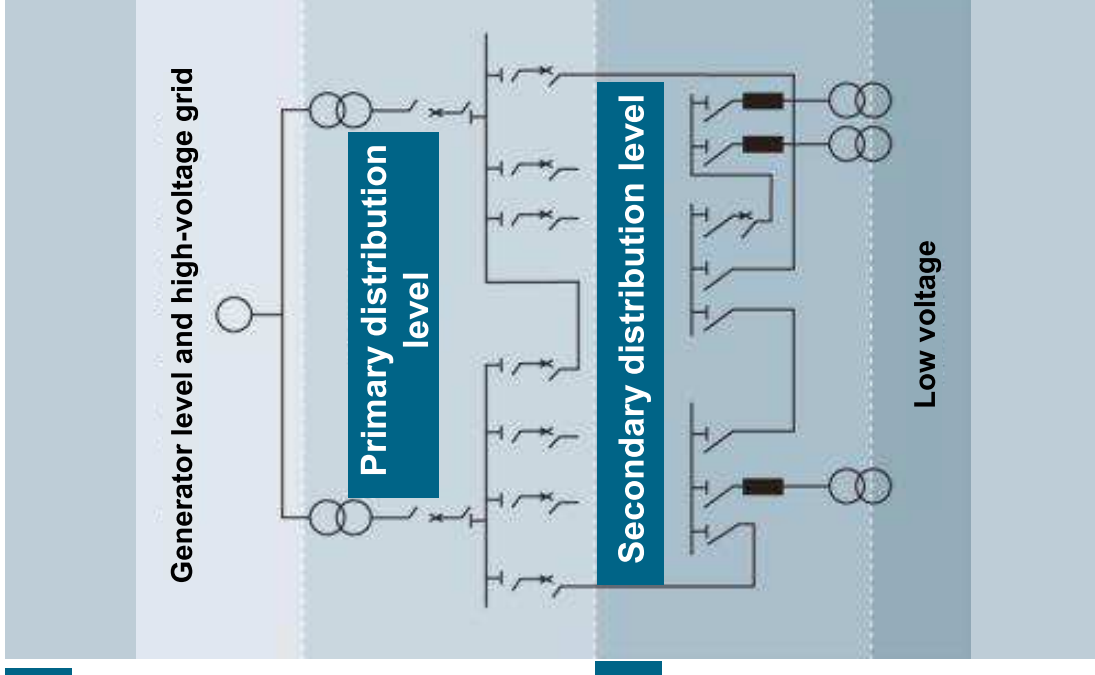 Generator level and high-voltage grid
Primary distribution
level
Secondary distribution level
Low voltage